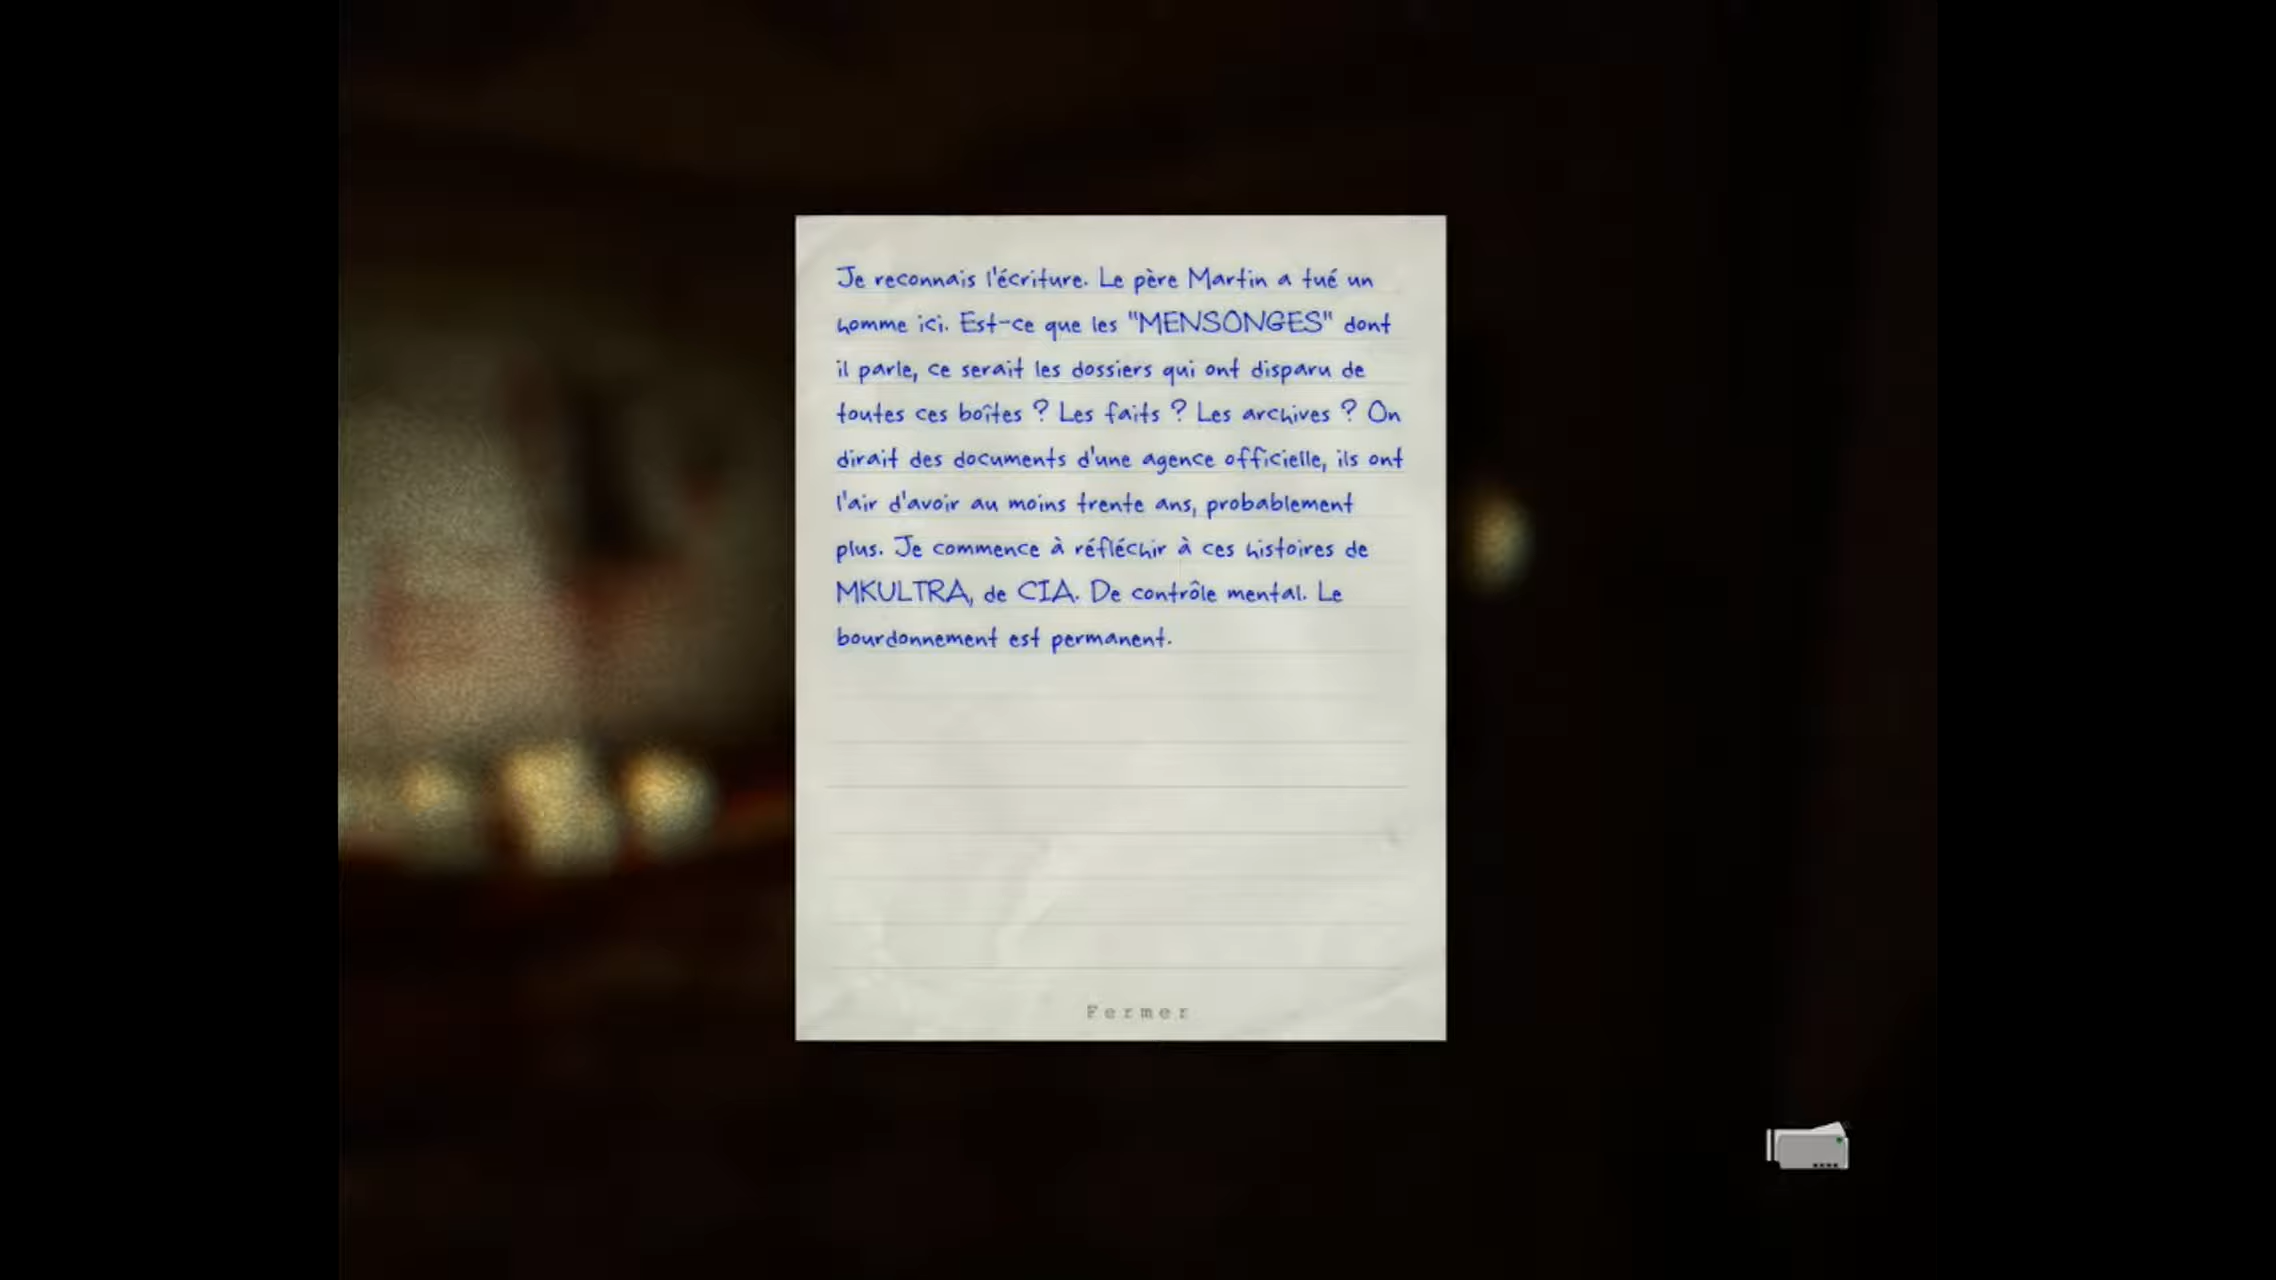 Je reconnais l'écriture. Le père Martin a tué un
homme ici. Est-ce que les "MENSONGES" dont
il parle, ce serait les dossiers qui ont disparu de
toutes ces boîtes ? Les faits ? Les archives ? On
dirait des documents d'une agence officielle, ils ont
l'air d'avoir au moins trente ans, probablement
plus. Je commence à réfléchir à ces histoires de
MKULTRA, de CIA. De contrôle mental. Le
bourdonnement est permanent.
Fermer